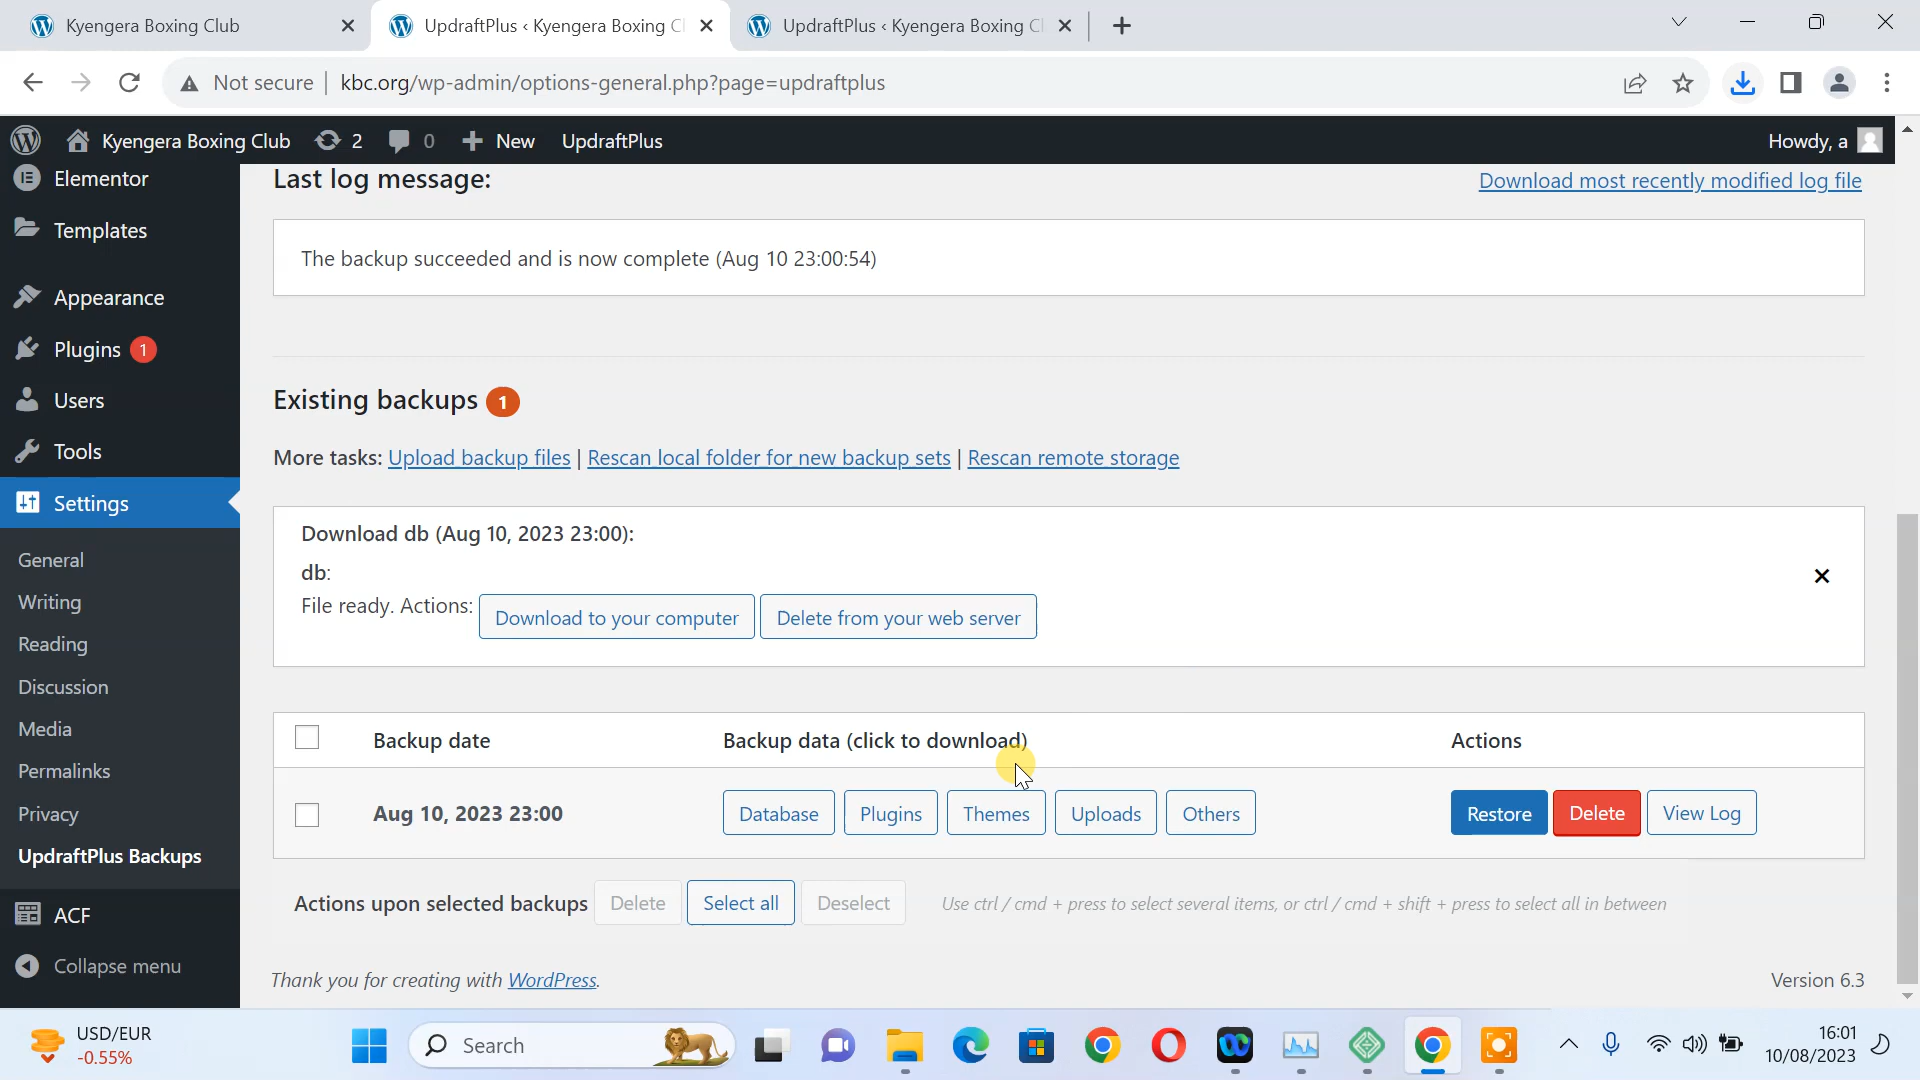 Kyengera Boxing Club
UpdraftPlus ‹ Kyengera Boxing Cl
UpdraftPlus ‹ Kyengera Boxing Cl
Not secure | kbc.org/wp-admin/options-general.php?page=updraftplus
Kyengera Boxing Club 2 0 + New UpdraftPlus Howdy, a
Elementor
Templates
Appearance
Plugins 1
Users
Tools
Settings
General
Writing
Reading
Discussion
Media
Permalinks
Privacy
UpdraftPlus Backups
ACF
Collapse menu
Last log message: Download most recently modified log file
The backup succeeded and is now complete (Aug 10 23:00:54)
Existing backups 1
More tasks: Upload backup files | Rescan local folder for new backup sets | Rescan remote storage
Download db (Aug 10, 2023 23:00):
db:
File ready. Actions: Download to your computer Delete from your web server
Backup date Backup data (click to download) Actions
Aug 10, 2023 23:00 Database Plugins Themes Uploads Others Restore Delete View Log
Actions upon selected backups Delete Select all Deselect Use ctrl / cmd + press to select several items, or ctrl / cmd + shift + press to select all in between
Thank you for creating with WordPress. Version 6.3
USD/EUR
-0.55%
Search
16:01
10/08/2023